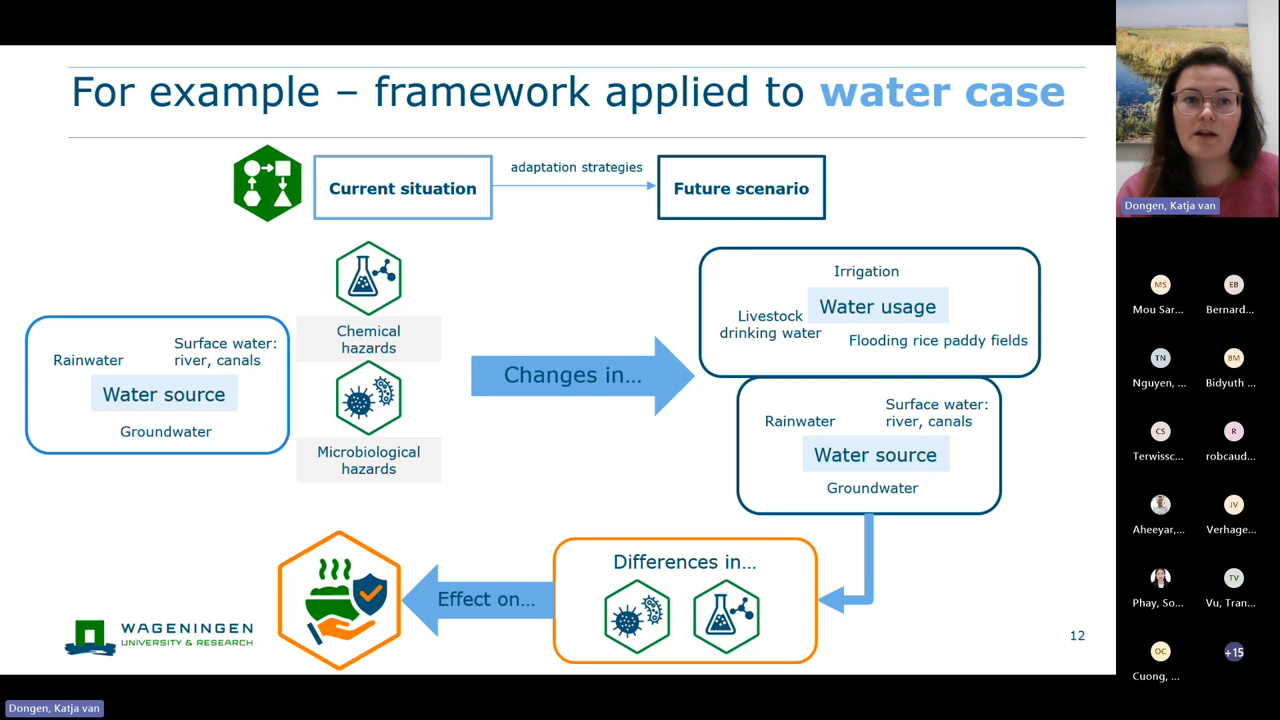 For example – framework applied to water case
Current situation
adaptation strategies
Future scenario
Chemical
hazards
Rainwater
Surface water:
river, canals
Water source
Groundwater
Microbiological
hazards
Changes in...
Irrigation
Water usage
Livestock
drinking water
Flooding rice paddy fields
Rainwater
Surface water:
river, canals
Water source
Groundwater
Differences in...
Effect on...
WAGENINGEN
UNIVERSITY & RESEARCH
12
Dongen, Katja van
MS
Mou Sar...
EB
Bernard...
TN
Nguyen, ...
BM
Bidyuth ...
CS
Terwissc...
R
robcaud...
Aheeyar,...
JV
Verhage...
Phay, So...
TV
Vu, Tran...
OC
Cuong, ...
+15
Dongen, Katja van